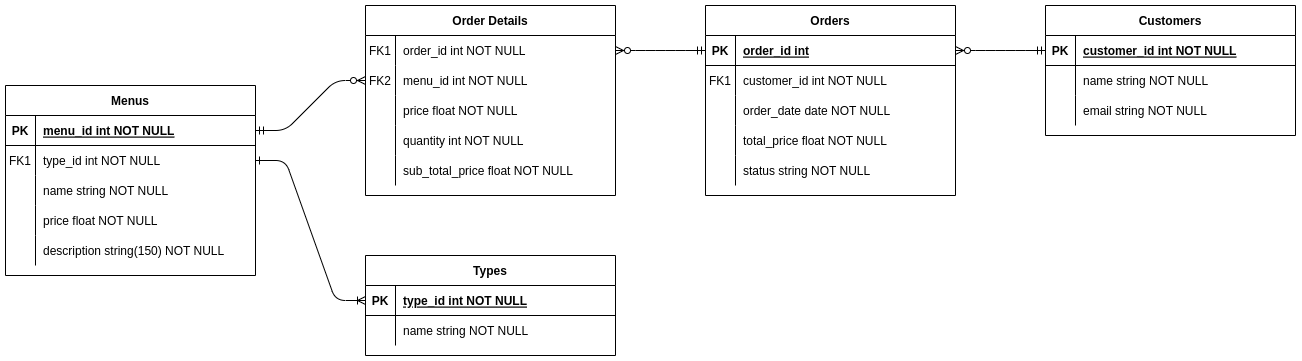 Menus
PK menu_id int NOT NULL
FK1 type_id int NOT NULL
name string NOT NULL
price float NOT NULL
description string(150) NOT NULL
Order Details
FK1 order_id int NOT NULL
FK2 menu_id int NOT NULL
price float NOT NULL
quantity int NOT NULL
sub_total_price float NOT NULL
Types
PK type_id int NOT NULL
name string NOT NULL
Orders
PK order_id int
FK1 customer_id int NOT NULL
order_date date NOT NULL
total_price float NOT NULL
status string NOT NULL
Customers
PK customer_id int NOT NULL
name string NOT NULL
email string NOT NULL